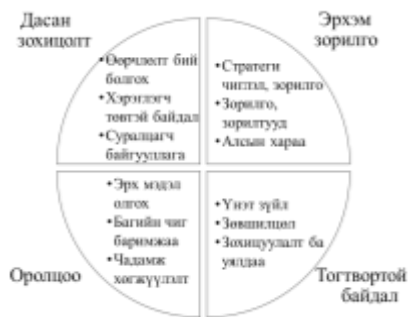 Дасан
зохицолт
Эрхэм
зорилго
•Өөрчлөлт бий
болгох
•Хэрэглэгч
төвтэй байдал
•Суралцагч
байгууллага
•Стратеги
чиглэл, зорилго
•Зорилго,
зорилтууд
•Алсын хараа
•Эрх мэдэл
олгох
•Багийн чиг
баримжаа
•Чадамж
хөгжүүлэлт
•Үнэт зүйл
•Зөвшилцөл
•Зохицуулалт ба
уялдаа
Оролцоо
Тогтвортой
байдал